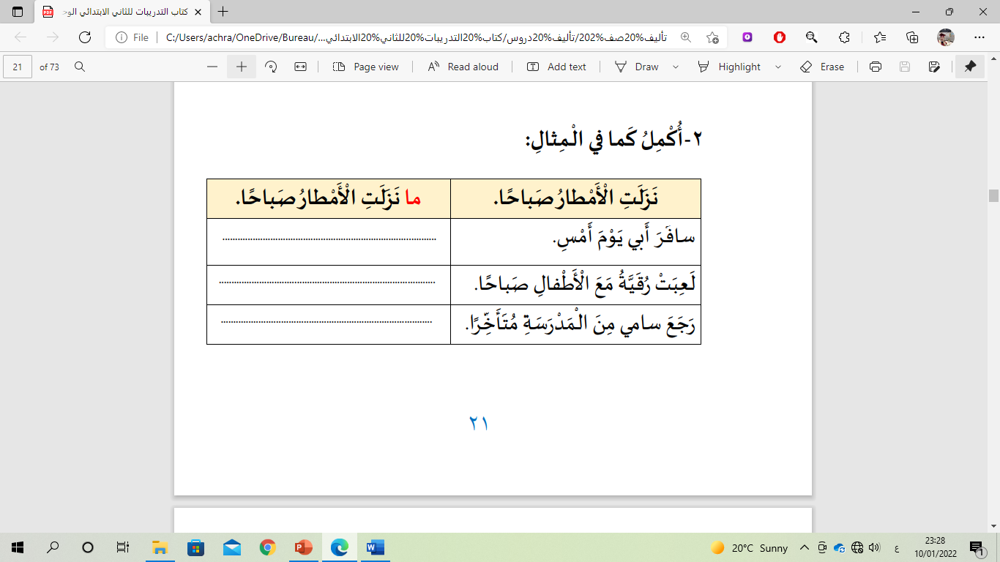 كتاب التدريبات للثاني الابتدائي الو
File C:/Users/achra/OneDrive/Bureau/تأليف%20صف%202/تأليف%20دروس/كتاب%20التدريبات%20للثاني%20الابتدائي...
21 of 73 Page view Read aloud Add text Draw Highlight Erase
٢-أُكْمِلُ كَما في الْمِثالِ:
نَزَلَتِ الْأَمْطارُ صَباحًا. ما نَزَلَتِ الْأَمْطارُ صَباحًا.
سافَرَ أَبي يَوْمَ أَمْسِ. ................................
لَعِبَتْ رُقَيَّةُ مَعَ الْأَطْفالِ صَباحًا. ................................
رَجَعَ سامي مِنَ الْمَدْرَسَةِ مُتَأَخِّرًا. ................................
٢١
20°C Sunny ع 23:28
10/01/2022 1